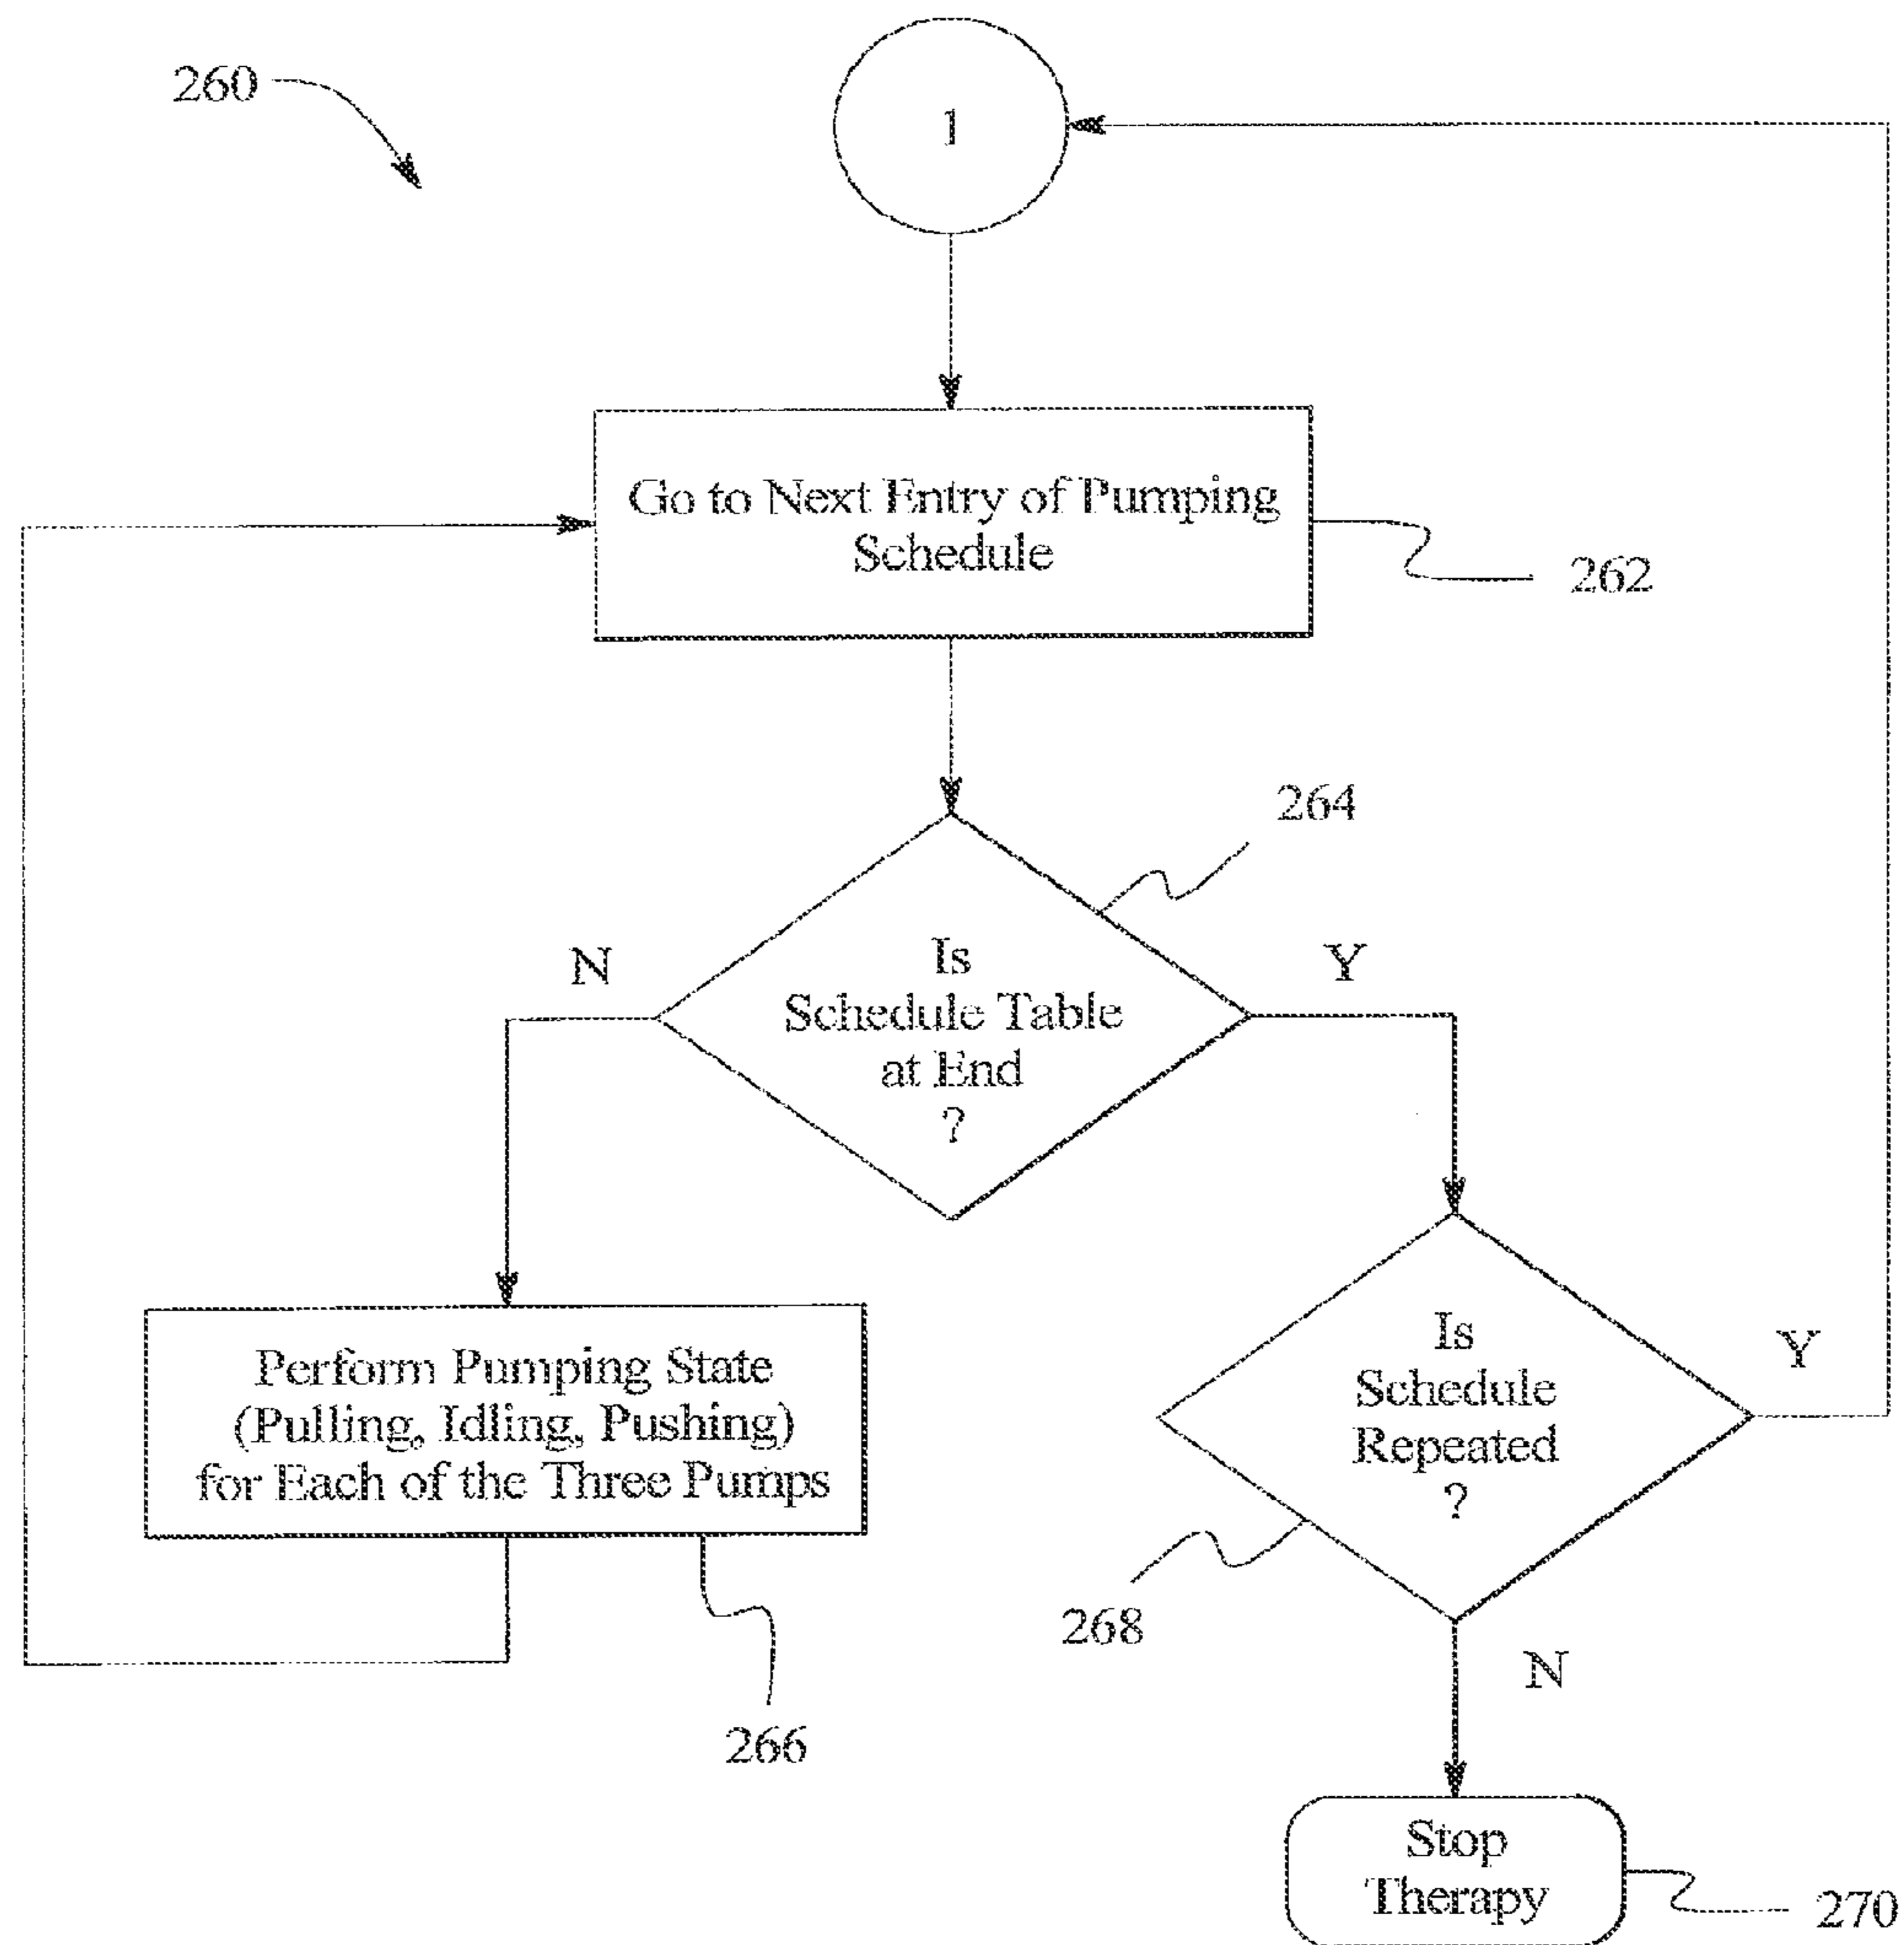 260
1
Go to Next Entry of Pumping
Schedule
262
264
N
Y
Is
Schedule Table
at End
?
Perform Pumping State
(Pulling, Idling, Pushing)
for Each of the Three Pumps
Is
Schedule
Repeated
?
Y
268
N
266
Stop
Therapy
270